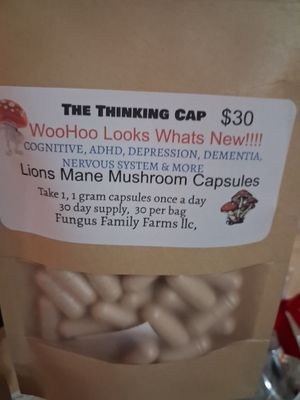 THE THINKING CAP $30
WooHoo Looks Whats New!!!!
COGNITIVE, ADHD, DEPRESSION, DEMENTIA,
NERVOUS SYSTEM & MORE
Lions Mane Mushroom Capsules
Take 1, 1 gram capsules once a day
30 day supply, 30 per bag
Fungus Family Farms llc,